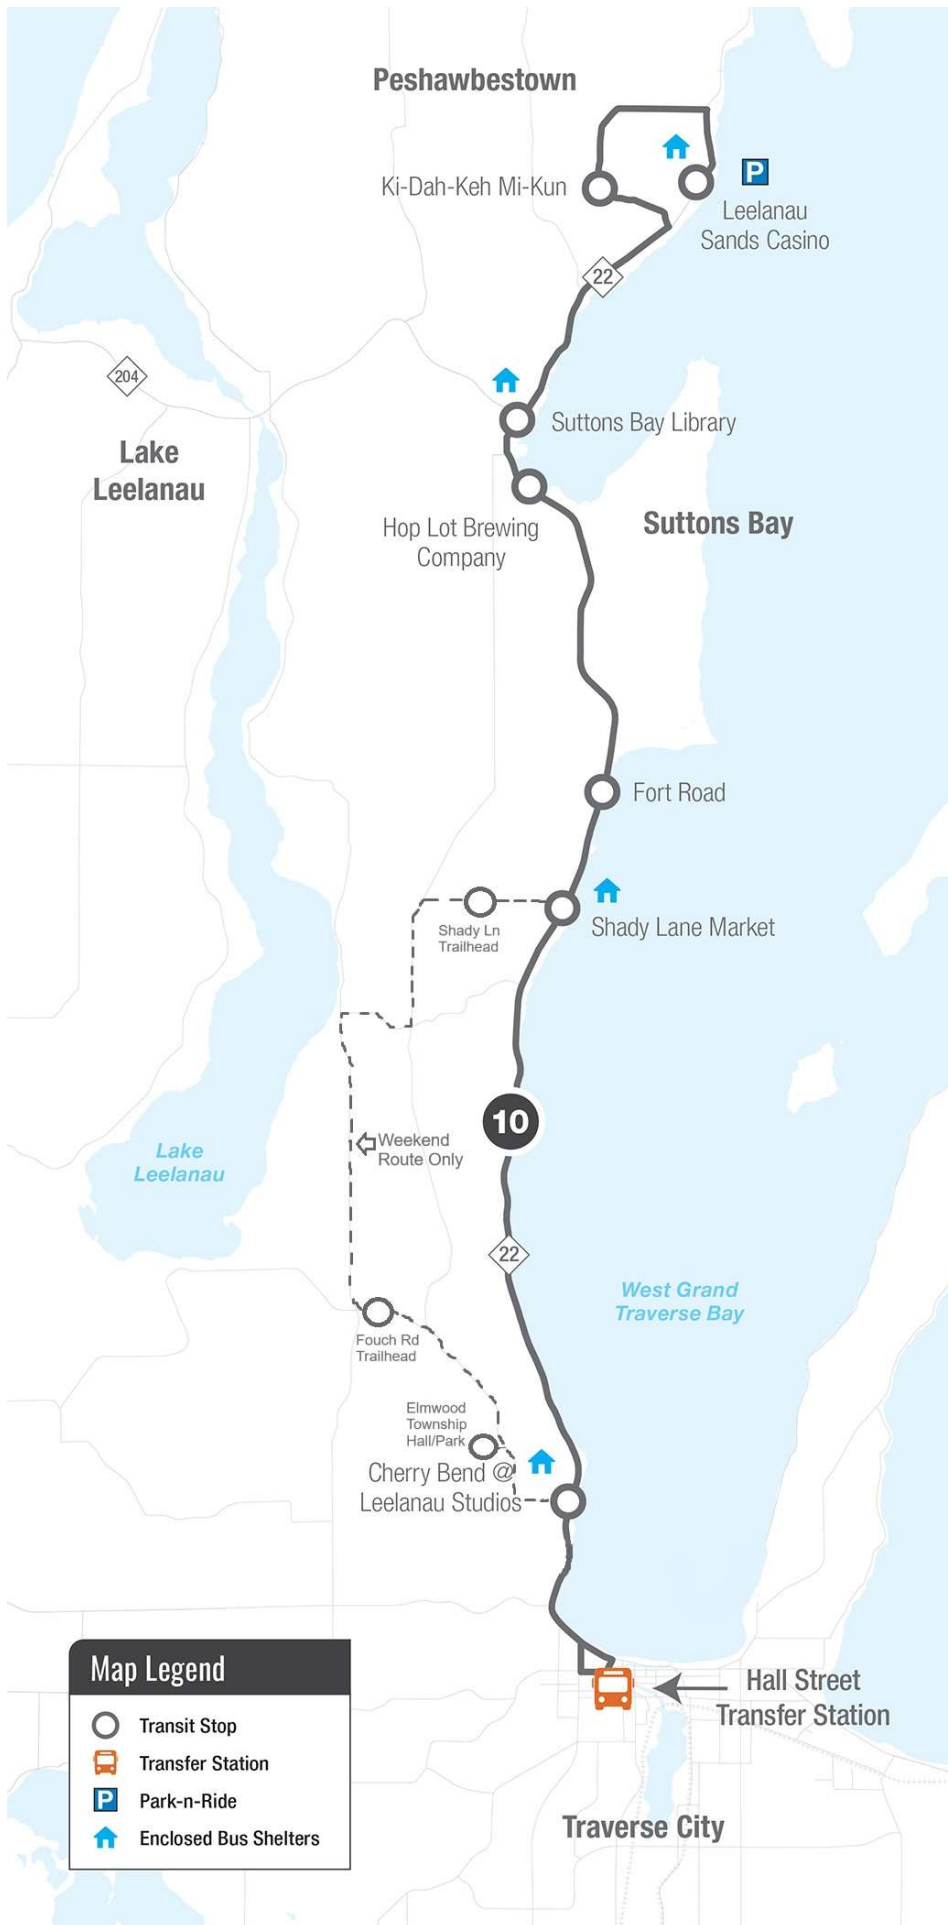 Peshawbestown
P
Ki-Dah-Keh Mi-Kun
Leelanau
Sands Casino
22
204
Suttons Bay Library
Lake
Leelanau
Hop Lot Brewing
Company
Suttons Bay
Fort Road
Shady Ln
Trailhead
Shady Lane Market
10
Weekend
Route Only
Lake
Leelanau
22
West Grand
Traverse Bay
Fouch Rd
Trailhead
Elmwood
Township
Hall/Park
Cherry Bend @
Leelanau Studios
Hall Street
Transfer Station
Map Legend
Transit Stop
Transfer Station
P Park-n-Ride
Enclosed Bus Shelters
Traverse City